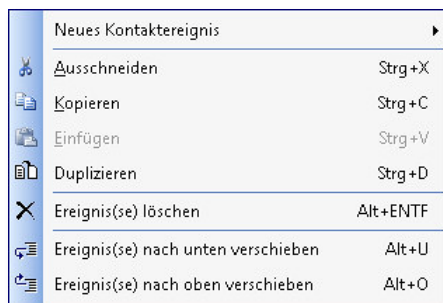 Neues Kontaktereignis
Ausschneiden Strg+X
Kopieren Strg+C
Einfügen Strg+V
Duplizieren Strg+D
Ereignis(se) löschen Alt+ENTF
Ereignis(se) nach unten verschieben Alt+U
Ereignis(se) nach oben verschieben Alt+O